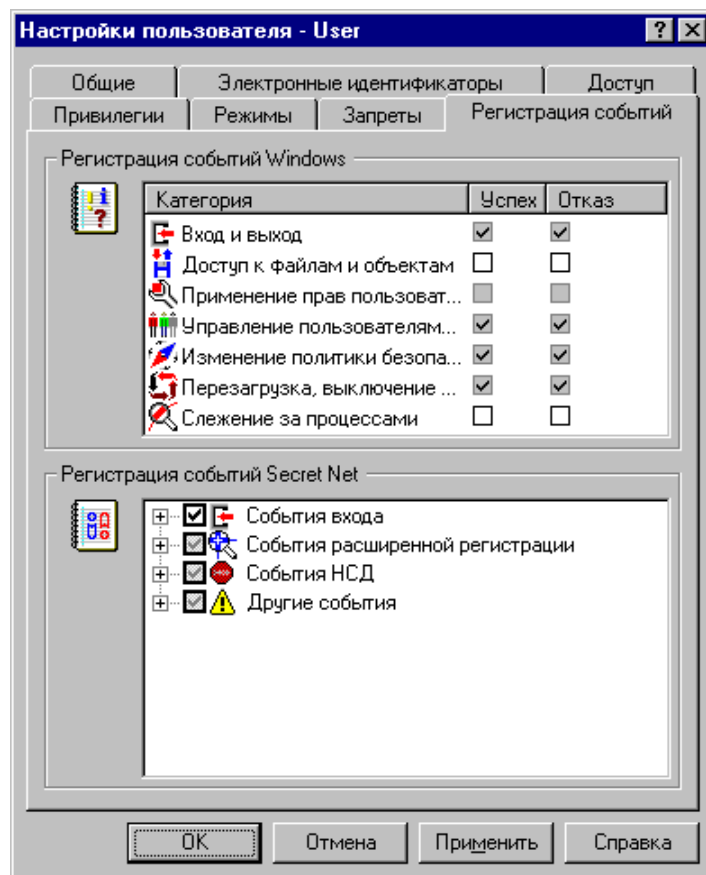 Настройки пользователя - User
Общие Электронные идентификаторы Доступ
Привилегии Режимы Запреты Регистрация событий
Регистрация событий Windows
Категория Успех Отказ
Вход и выход
Доступ к файлам и объектам
Применение прав пользоват...
Управление пользователям...
Изменение политики безопа...
Перезагрузка, выключение ...
Слежение за процессами
Регистрация событий Secret Net
События входа
События расширенной регистрации
События НСД
Другие события
OK Отмена Применить Справка